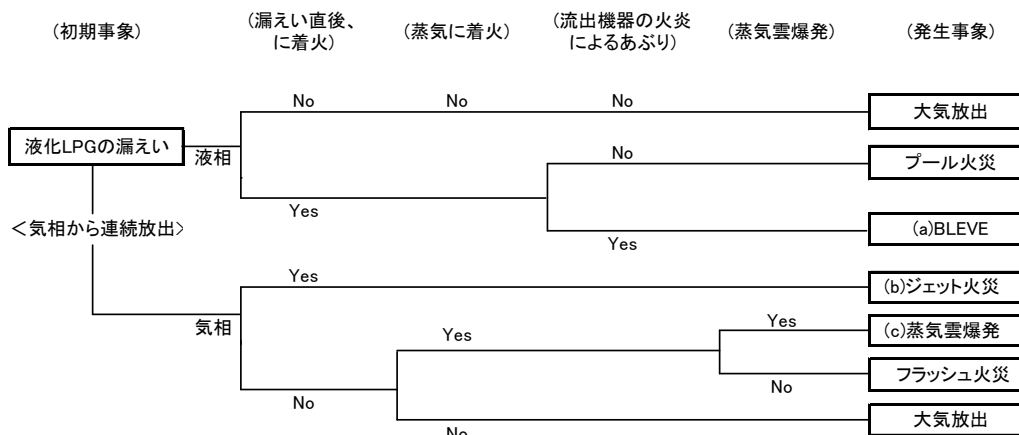 (初期事象)
(漏えい直後、
に着火)
(蒸気に着火)
(流出機器の火炎
によるあぶり)
(蒸気雲爆発)
(発生事象)
No
No
No
大気放出
液化LPGの漏えい
液相
No
プール火災
Yes
<気相から連続放出>
Yes
(a)BLEVE
Yes
(b)ジェット火災
気相
Yes
Yes
(c)蒸気雲爆発
No
No
フラッシュ火災
No
大気放出